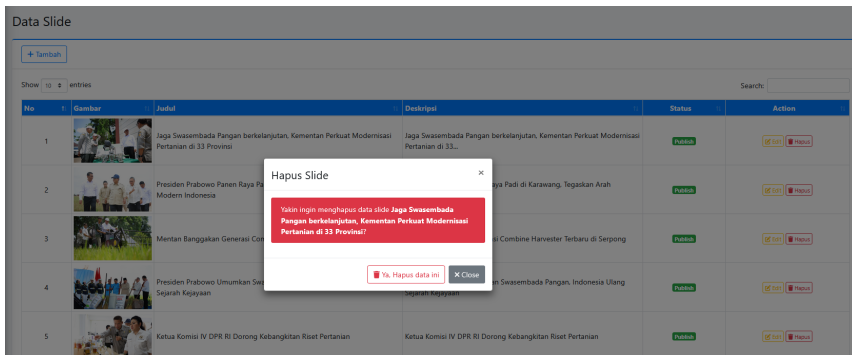 Data Slide
+ Tambah
Show 10 entries
Search:
No Gambar Judul Deskripsi Status Action
1 Jaga Swasembada Pangan berkelanjutan, Kementan Perkuat Modernisasi Jaga Swasembada Pangan berkelanjutan, Kementan Perkuat Modernisasi Publish Edit Hapus
Pertanian di 33 Provinsi Pertanian di 33...
Hapus Slide ×
2 Presiden Prabowo Panen Raya Pa aya Padi di Karawang, Tegaskan Arah Publish Edit Hapus
Modern Indonesia
Yakin ingin menghapus data slide Jaga Swasembada
Pangan berkelanjutan, Kementan Perkuat Modernisasi
Pertanian di 33 Provinsi?
3 Mentan Banggakan Generasi Con si Combine Harvester Terbaru di Serpong Publish Edit Hapus
Ya, Hapus data ini × Close
4 Presiden Prabowo Umumkan Swa an Swasembada Pangan, Indonesia Ulang Publish Edit Hapus
Sejarah Kejayaan Sejarah Kejayaan
5 Ketua Komisi IV DPR RI Dorong Kebangkitan Riset Pertanian Ketua Komisi IV DPR RI Dorong Kebangkitan Riset Pertanian Publish Edit Hapus